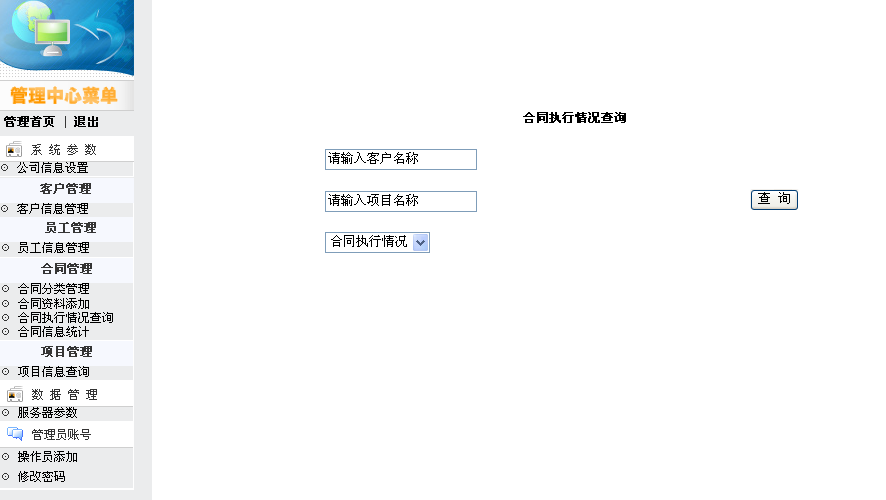 管理中心菜单
管理首页 | 退出
系 统 参 数
公司信息设置
客户管理
客户信息管理
员工管理
员工信息管理
合同管理
合同分类管理
合同资料添加
合同执行情况查询
合同信息统计
项目管理
项目信息查询
数 据 管 理
服务器参数
管理员账号
操作员添加
修改密码
合同执行情况查询
请输入客户名称
请输入项目名称
查 询
合同执行情况